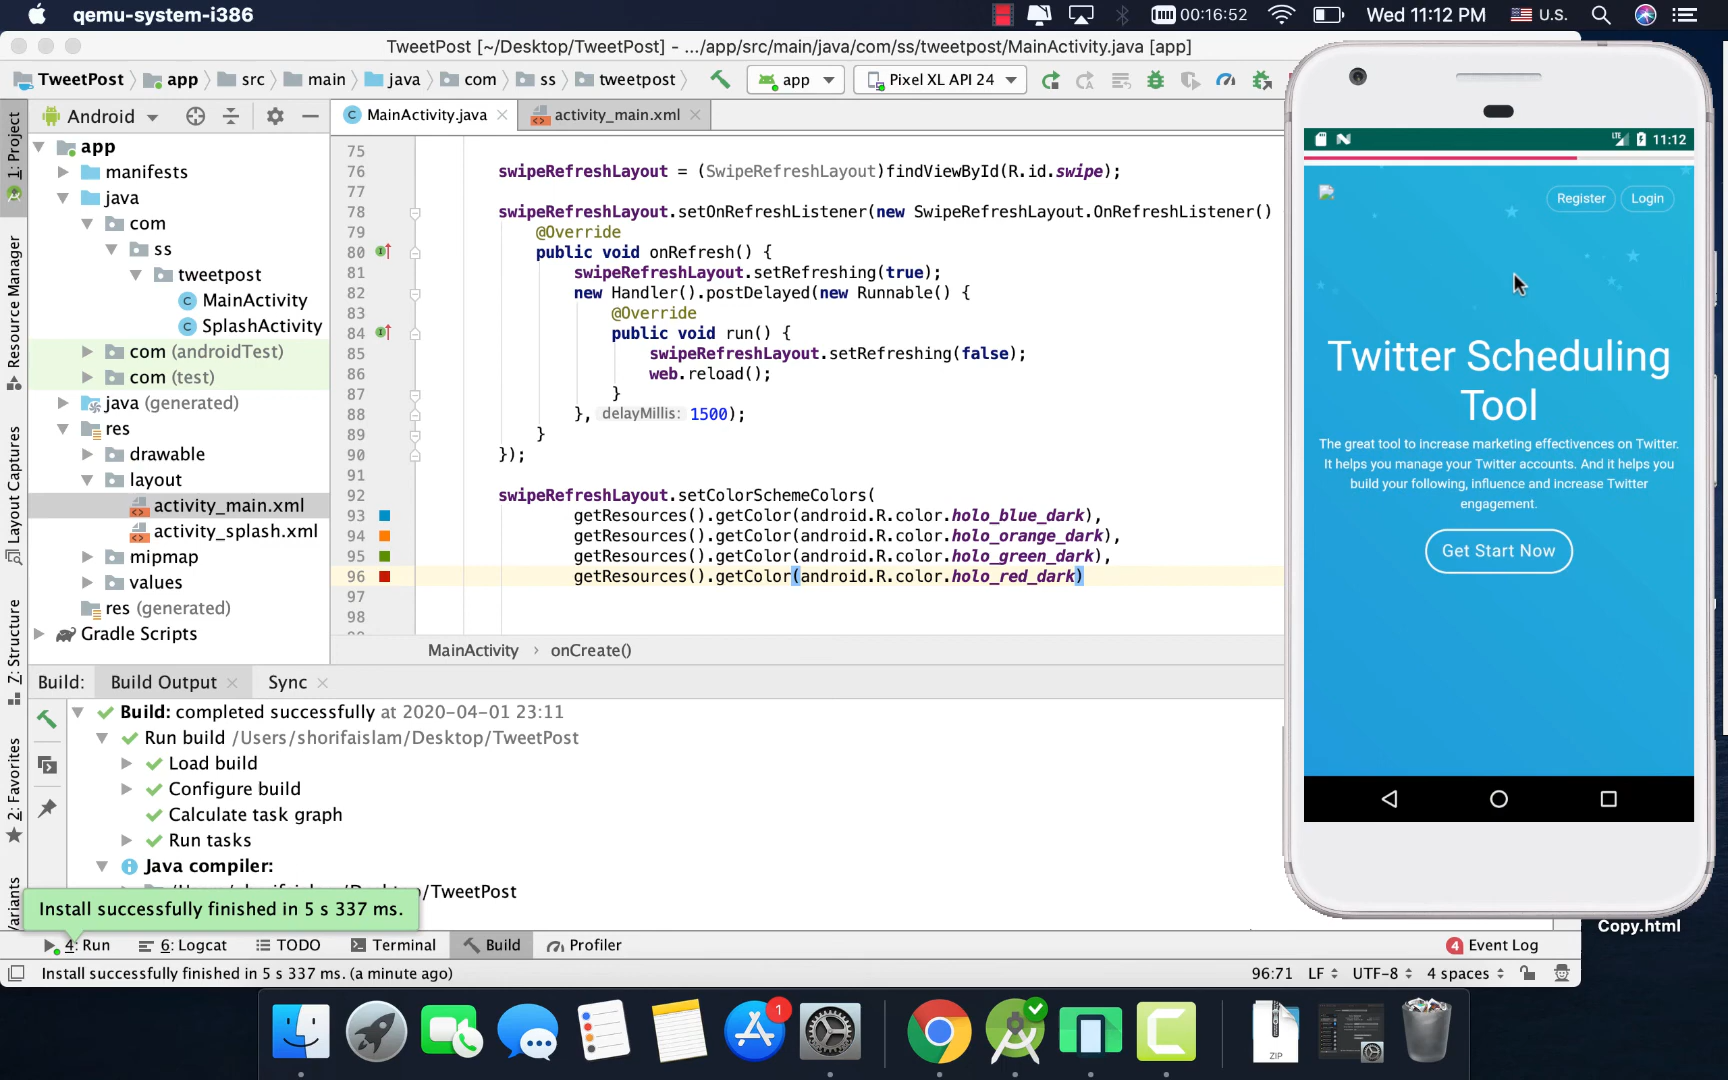 qemu-system-i386
00:16:52
Wed 11:12 PM
U.S.
TweetPost [~/Desktop/TweetPost] - .../app/src/main/java/com/ss/tweetpost/MainActivity.java [app]
TweetPost app src main java com ss tweetpost
app
Pixel XL API 24
1: Project
Resource Manager
Layout Captures
Z: Structure
2: Favorites
Android
MainActivity.java
activity_main.xml
app
manifests
java
com
ss
tweetpost
MainActivity
SplashActivity
com (androidTest)
com (test)
java (generated)
res
drawable
layout
activity_main.xml
activity_splash.xml
mipmap
values
res (generated)
Gradle Scripts
75
76 swipeRefreshLayout = (SwipeRefreshLayout)findViewById(R.id.swipe);
77
78 swipeRefreshLayout.setOnRefreshListener(new SwipeRefreshLayout.OnRefreshListener()
79 @Override
80 public void onRefresh() {
81 swipeRefreshLayout.setRefreshing(true);
82 new Handler().postDelayed(new Runnable() {
83 @Override
84 public void run() {
85 swipeRefreshLayout.setRefreshing(false);
86 web.reload();
87 }
88 }, delayMillis: 1500);
89 }
90 });
91
92 swipeRefreshLayout.setColorSchemeColors(
93 getResources().getColor(android.R.color.holo_blue_dark),
94 getResources().getColor(android.R.color.holo_orange_dark),
95 getResources().getColor(android.R.color.holo_green_dark),
96 getResources().getColor(android.R.color.holo_red_dark)
97
98
MainActivity › onCreate()
LTE
11:12
Register
Login
Twitter Scheduling
Tool
The great tool to increase marketing effectivences on Twitter.
It helps you manage your Twitter accounts. And it helps you
build your following, influence and increase Twitter
engagement.
Get Start Now
Build: Build Output Sync
Build: completed successfully at 2020-04-01 23:11
Run build /Users/shorifaislam/Desktop/TweetPost
Load build
Configure build
Calculate task graph
Run tasks
Java compiler:
/TweetPost
Install successfully finished in 5 s 337 ms.
4: Run
6: Logcat
TODO
Terminal
Build
Profiler
4 Event Log
Copy.html
Install successfully finished in 5 s 337 ms. (a minute ago)
96:71 LF UTF-8 4 spaces
1
ZIP